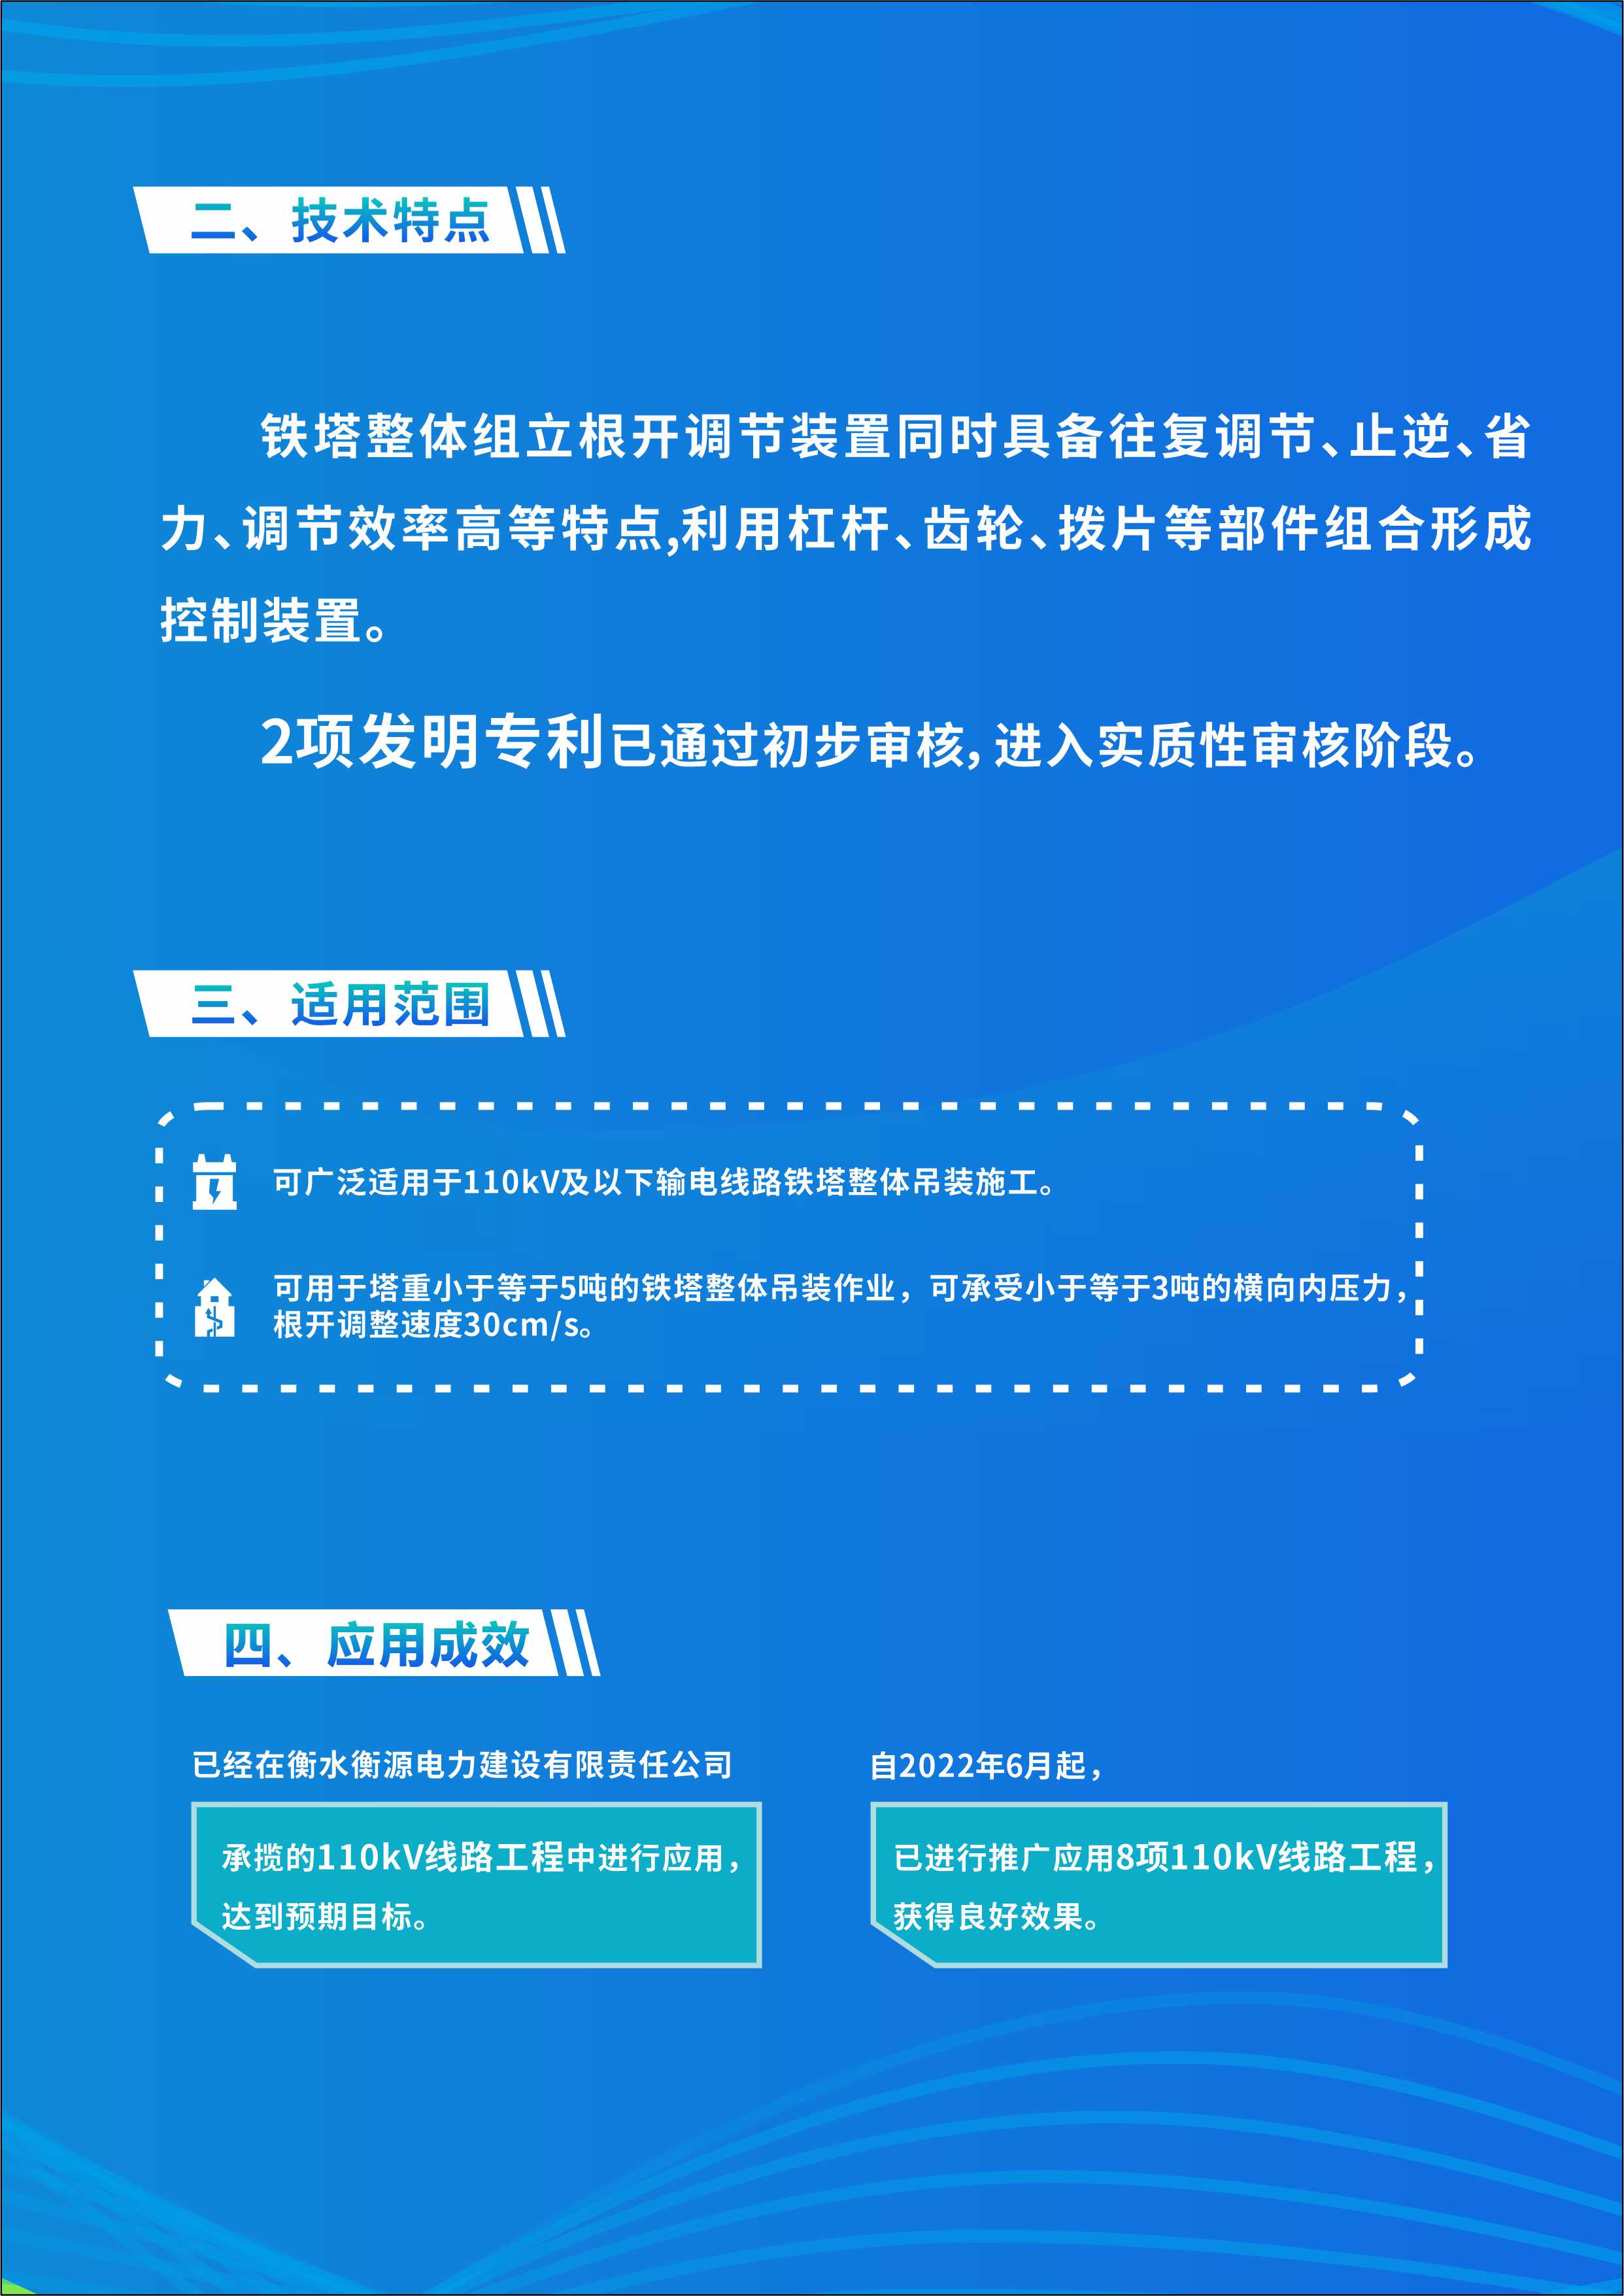 二、技术特点
铁塔整体组立根开调节装置同时具备往复调节、止逆、省
力、调节效率高等特点,利用杠杆、齿轮、拨片等部件组合形成
控制装置。
2项发明专利已通过初步审核,进入实质性审核阶段。
三、适用范围
可广泛适用于110kV及以下输电线路铁塔整体吊装施工。
可用于塔重小于等于5吨的铁塔整体吊装作业，可承受小于等于3吨的横向内压力，
根开调整速度30cm/s。
四、应用成效
已经在衡水衡源电力建设有限责任公司
承揽的110kV线路工程中进行应用，
达到预期目标。
自2022年6月起，
已进行推广应用8项110kV线路工程，
获得良好效果。